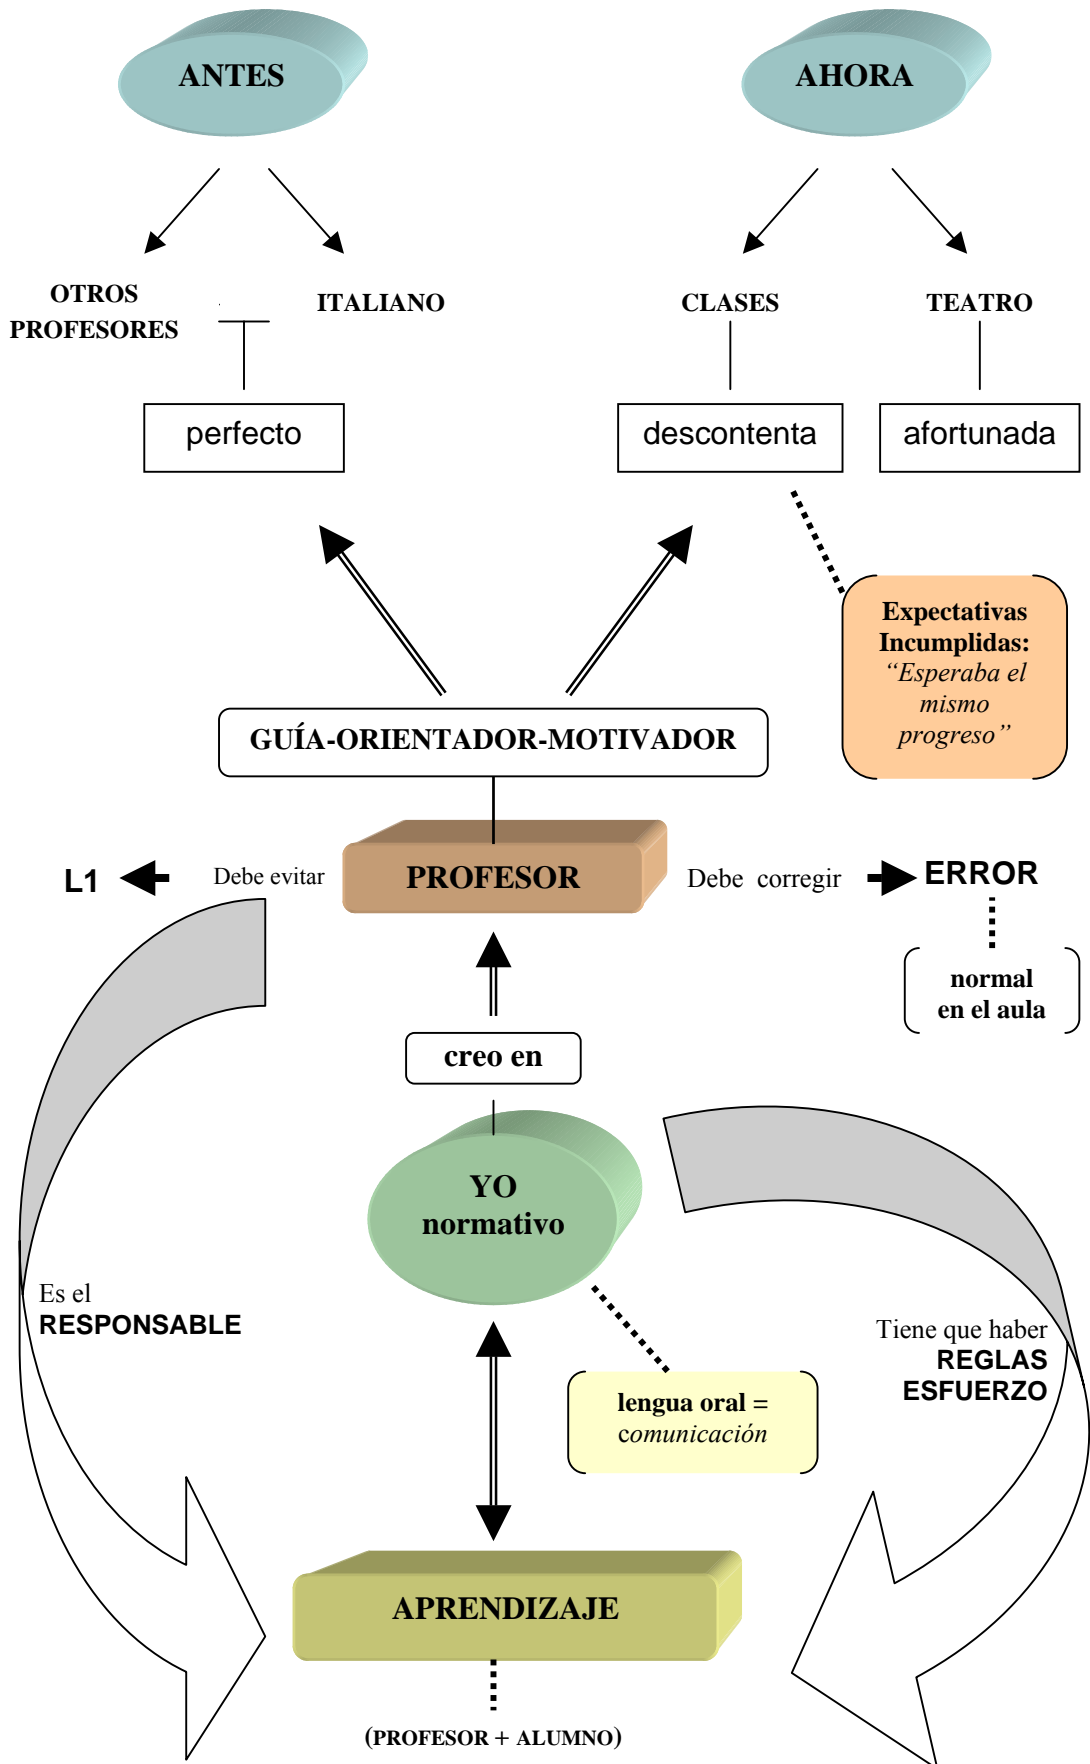 ANTES
AHORA
OTROS
PROFESORES
ITALIANO
CLASES
TEATRO
perfecto
descontenta
afortunada
Expectativas
Incumplidas:
“Esperaba el
mismo
progreso”
GUÍA-ORIENTADOR-MOTIVADOR
L1
Debe evitar
PROFESOR
Debe corregir
ERROR
normal
en el aula
creo en
YO
normativo
Es el
RESPONSABLE
Tiene que haber
REGLAS
ESFUERZO
lengua oral =
comunicación
APRENDIZAJE
(PROFESOR + ALUMNO)